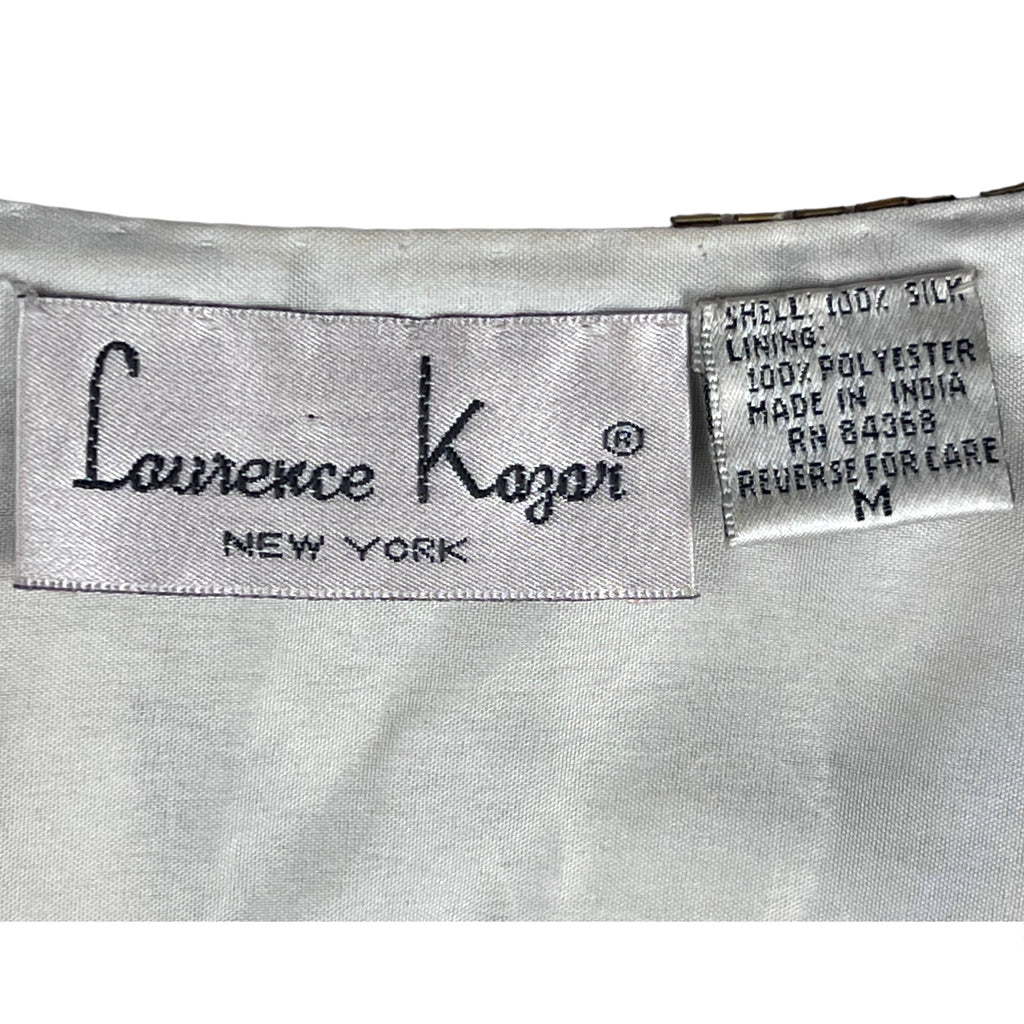 Laurence Kazar®
NEW YORK
SHELL: 100% SILK
LINING:
100% POLYESTER
MADE IN INDIA
RN 84368
REVERSE FOR CARE
M